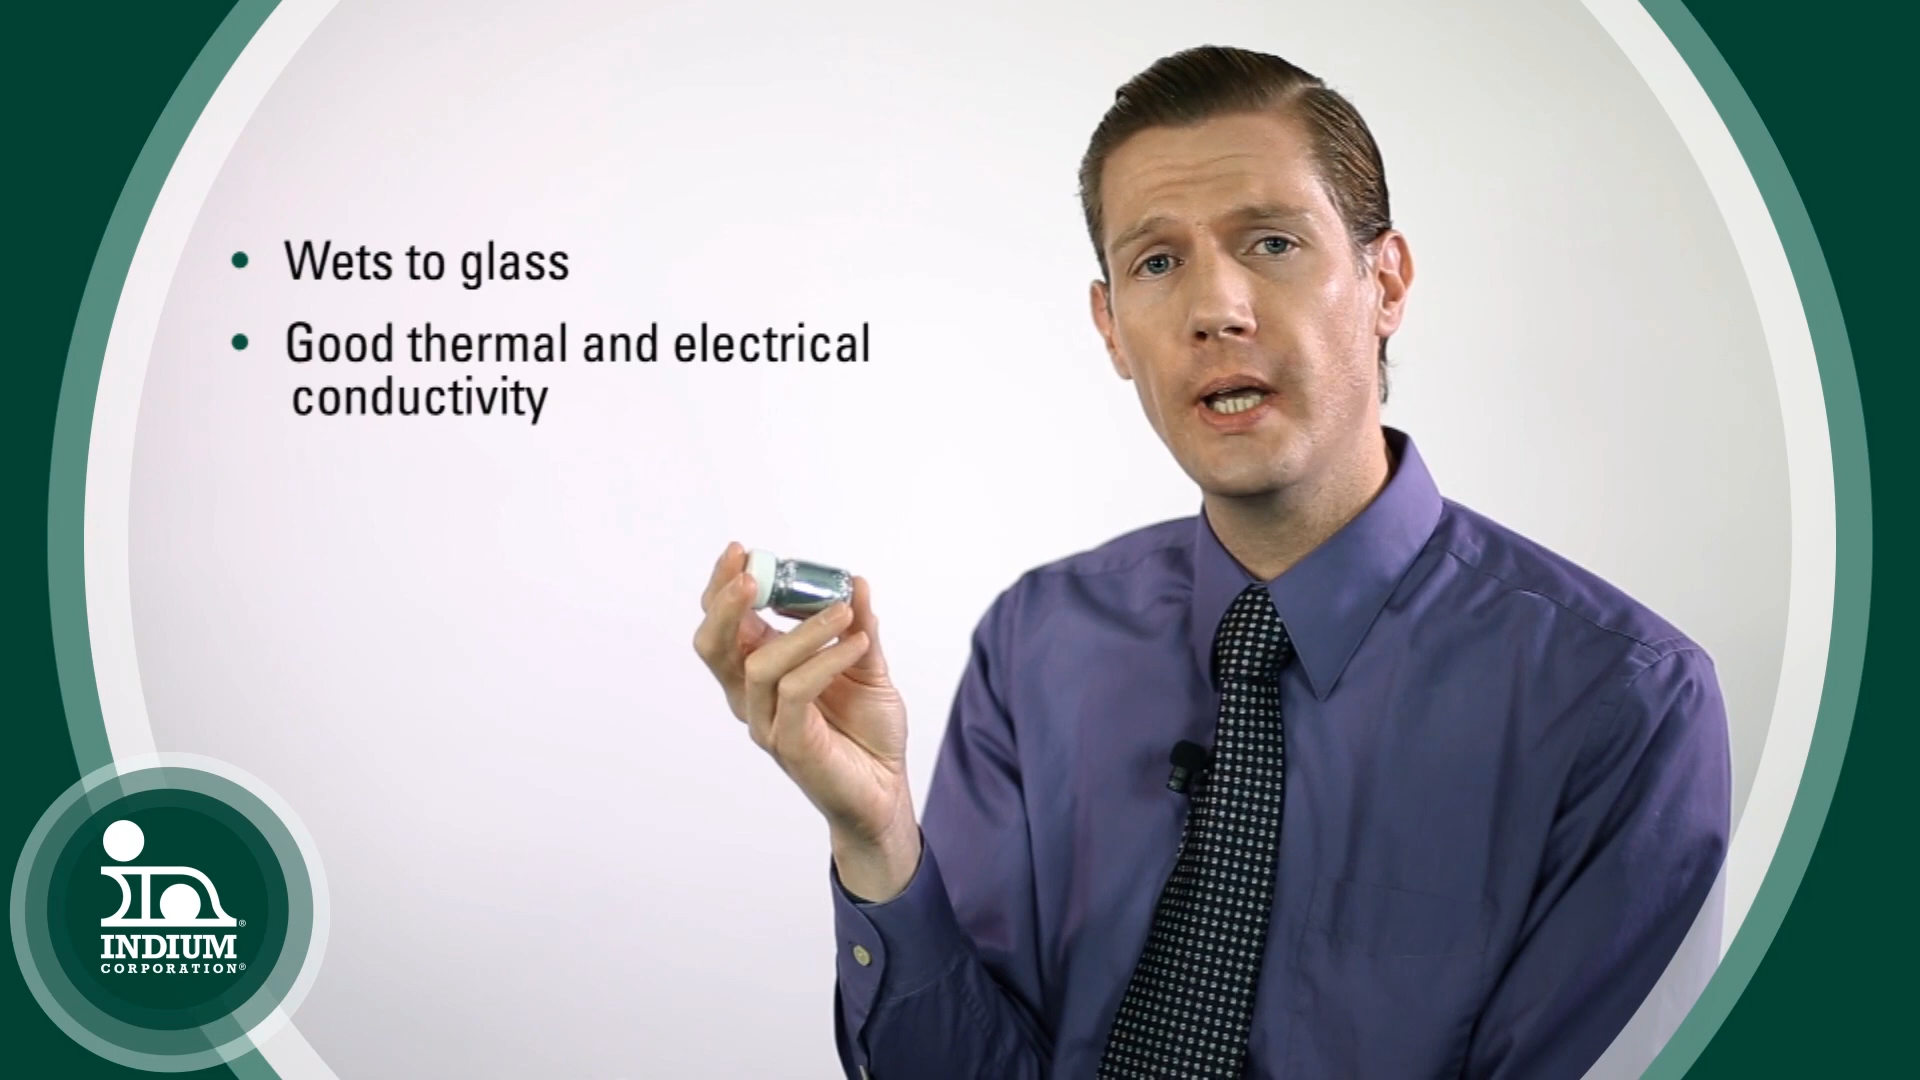 • Wets to glass
• Good thermal and electrical
conductivity
INDIUM
CORPORATION®